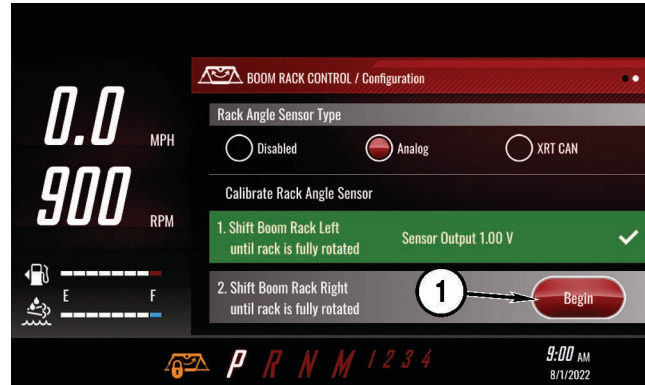 BOOM RACK CONTROL / Configuration
Rack Angle Sensor Type
Disabled
Analog
XRT CAN
0.0 MPH
900 RPM
Calibrate Rack Angle Sensor
1. Shift Boom Rack Left
until rack is fully rotated
Sensor Output 1.00 V
2. Shift Boom Rack Right
until rack is fully rotated
1
Begin
E F
P R N M 1 2 3 4
9:00 AM
8/1/2022